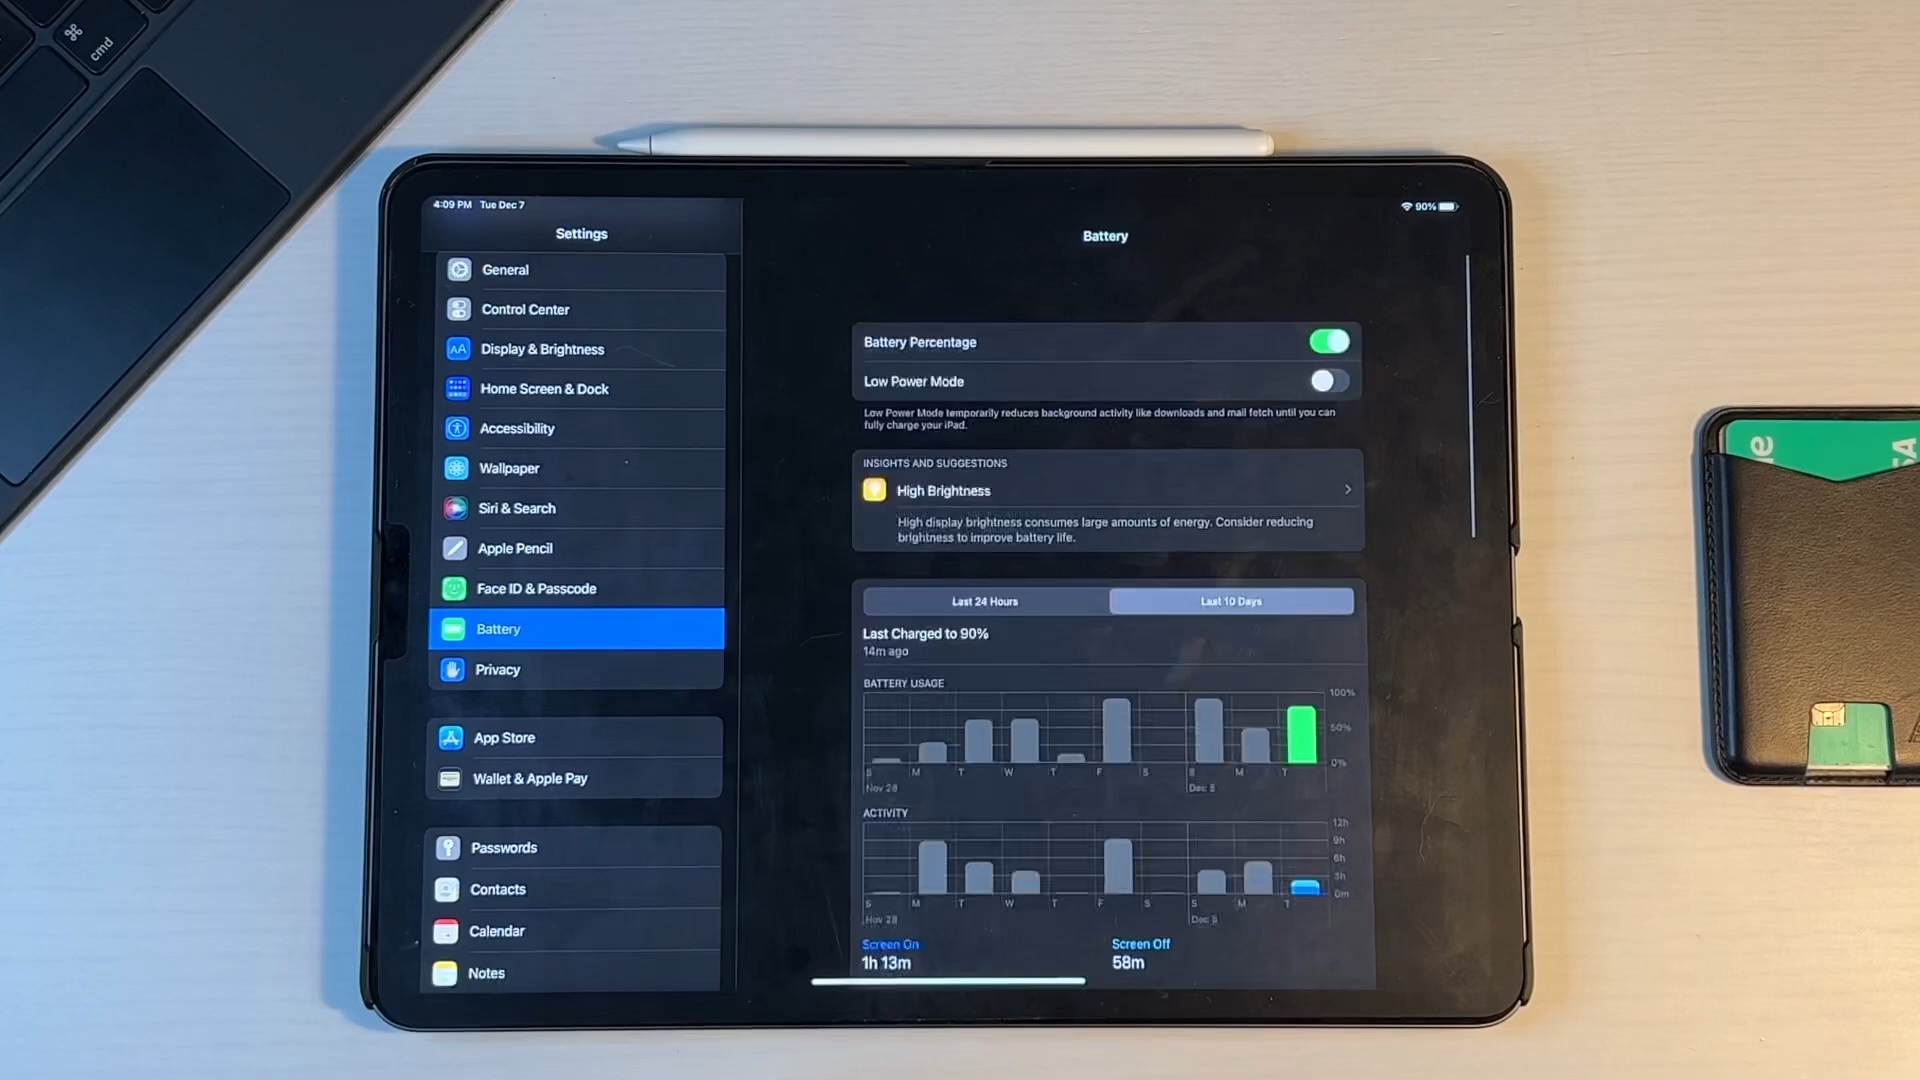 ⌘
cmd
4:09 PM Tue Dec 7
90%
Settings
General
Control Center
Display & Brightness
Home Screen & Dock
Accessibility
Wallpaper
Siri & Search
Apple Pencil
Face ID & Passcode
Battery
Privacy
App Store
Wallet & Apple Pay
Passwords
Contacts
Calendar
Notes
Battery
Battery Percentage
Low Power Mode
Low Power Mode temporarily reduces background activity like downloads and mail fetch until you can
fully charge your iPad.
INSIGHTS AND SUGGESTIONS
High Brightness
High display brightness consumes large amounts of energy. Consider reducing
brightness to improve battery life.
Last 24 Hours Last 10 Days
Last Charged to 90%
14m ago
BATTERY USAGE
100%
50%
0%
S M T W T F S S M T
Nov 28 Dec 5
ACTIVITY
12h
9h
6h
3h
0m
S M T W T F S S M T
Nov 28 Dec 5
Screen On Screen Off
1h 13m 58m